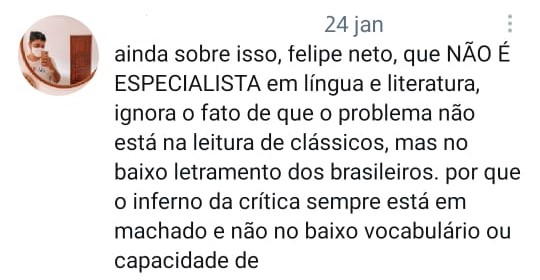 24 jan
ainda sobre isso, felipe neto, que NÃO É
ESPECIALISTA em língua e literatura,
ignora o fato de que o problema não
está na leitura de clássicos, mas no
baixo letramento dos brasileiros. por que
o inferno da crítica sempre está em
machado e não no baixo vocabulário ou
capacidade de